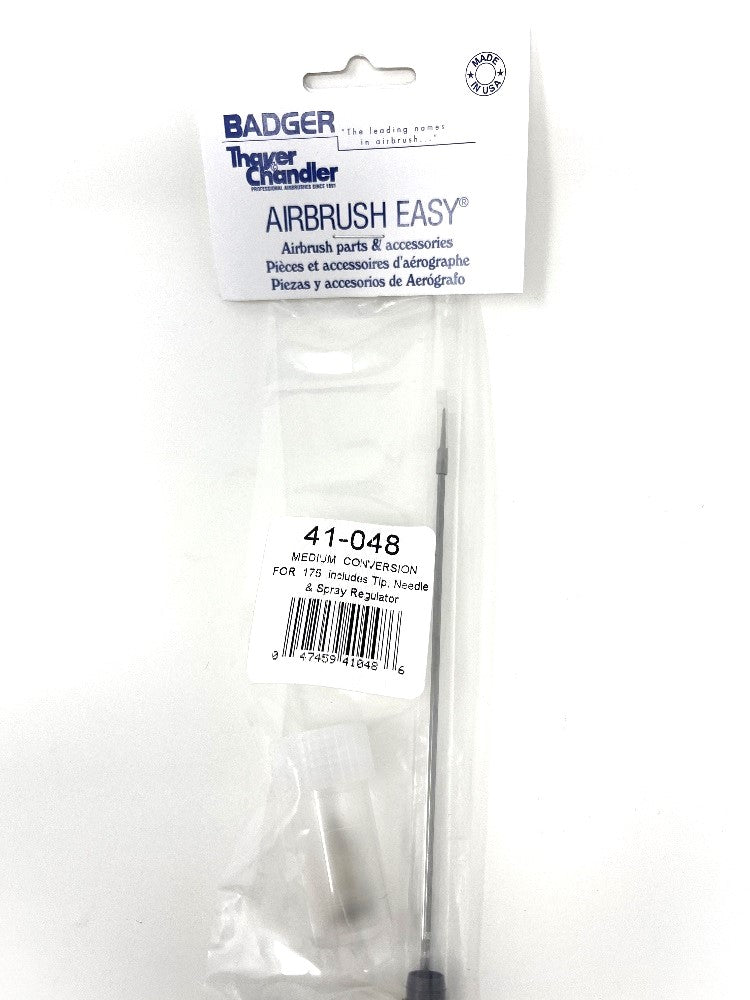 MADE
IN USA
BADGER
"The leading names
in airbrush..."
Thayer
& Chandler
PROFESSIONAL AIRBRUSHES SINCE 1891
AIRBRUSH EASY®
Airbrush parts & accessories
Pièces et accessoires d'aérographe
Piezas y accesorios de Aerógrafo
41-048
MEDIUM CONVERSION
FOR 175 includes Tip, Needle
& Spray Regulator
0 47459 41048 6